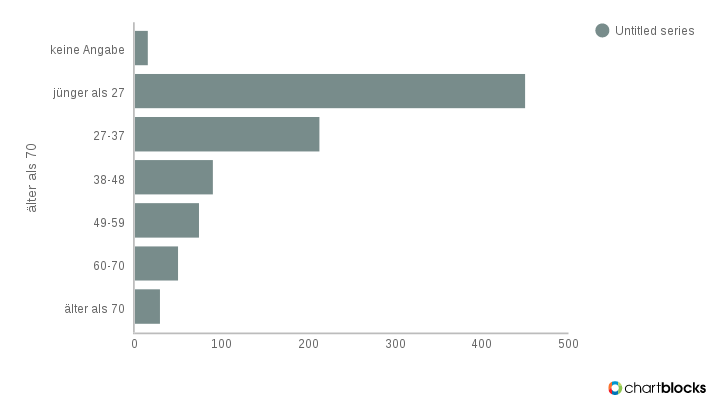 Untitled series
keine Angabe
jünger als 27
27-37
38-48
49-59
60-70
älter als 70
älter als 70
0 100 200 300 400 500
chartblocks